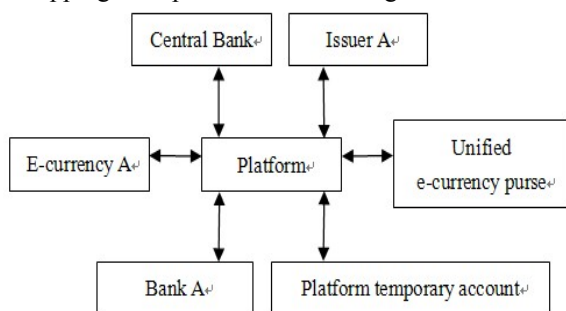 Central Bank
Issuer A
E-currency A
Platform
Unified
e-currency purse
Bank A
Platform temporary account